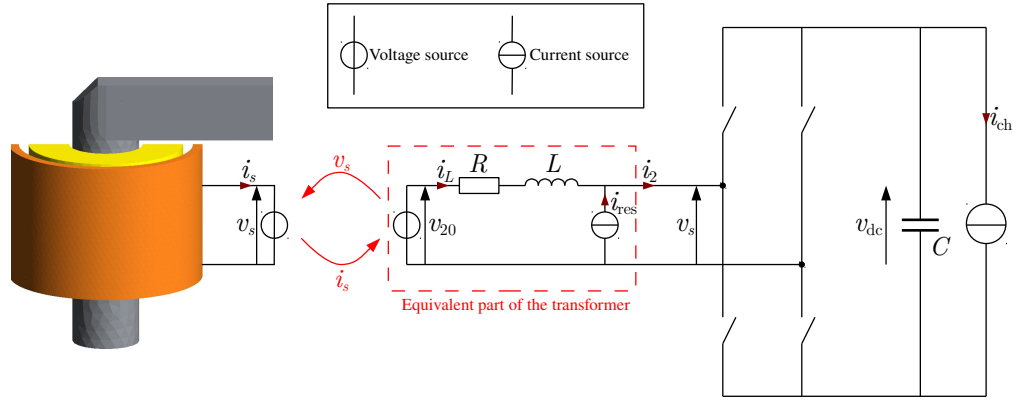 Voltage source
Current source
i_s
v_s
v_s
i_s
i_L
R
L
i_2
v_20
i_res
v_s
Equivalent part of the transformer
v_dc
C
i_ch